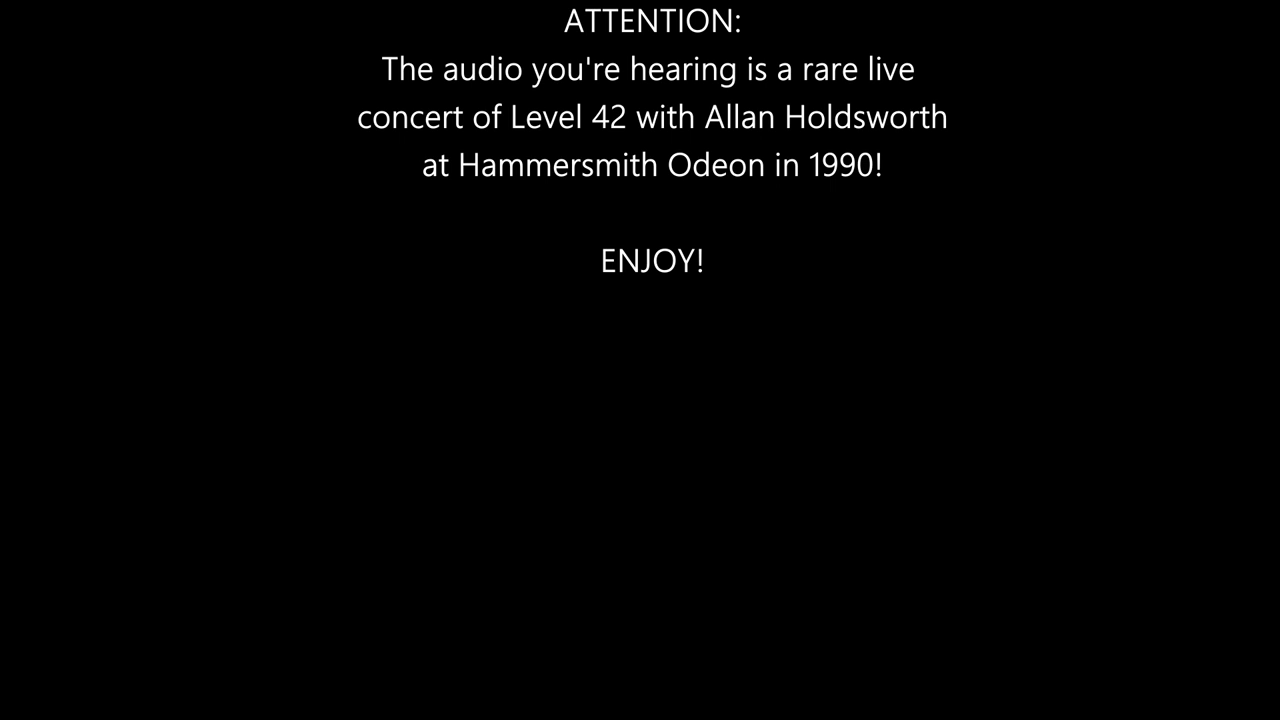 ATTENTION:
The audio you're hearing is a rare live
concert of Level 42 with Allan Holdsworth
at Hammersmith Odeon in 1990!
ENJOY!